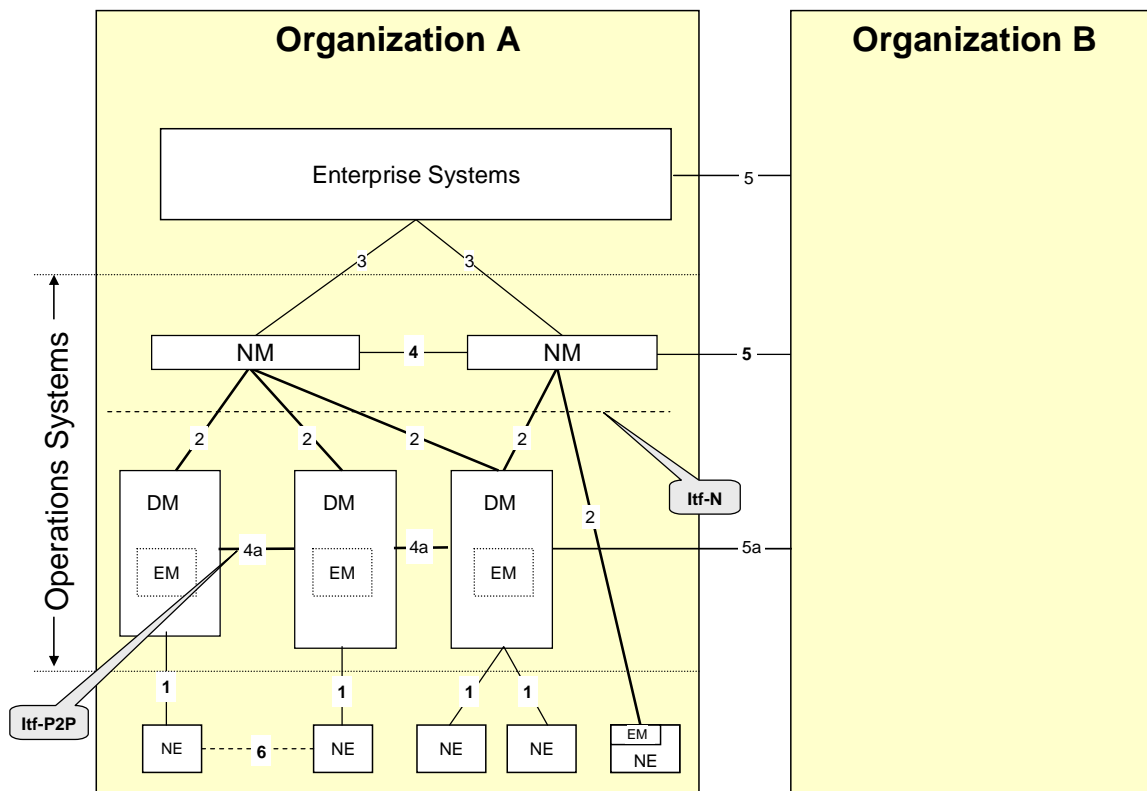 Organization A
Organization B
Enterprise Systems
5
3
3
Operations Systems
NM
4
NM
5
2
2
2
2
Itf-N
DM
DM
DM
2
4a
4a
5a
EM
EM
EM
1
1
1
1
Itf-P2P
EM
NE
6
NE
NE
NE
NE